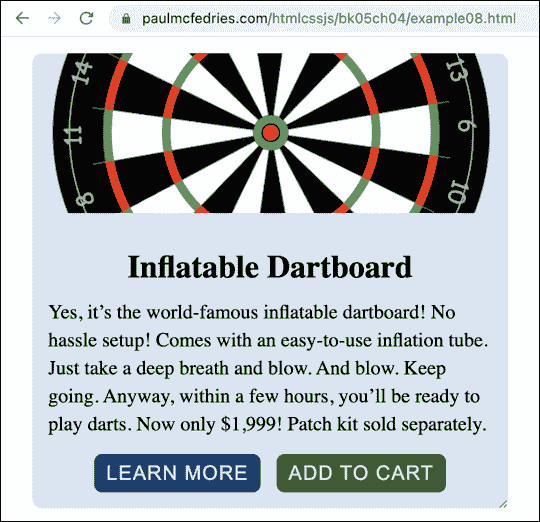 paulmcfedries.com/htmlcssjs/bk05ch04/example08.html
14
13
11
6
8
10
Inflatable Dartboard
Yes, it’s the world-famous inflatable dartboard! No
hassle setup! Comes with an easy-to-use inflation tube.
Just take a deep breath and blow. And blow. Keep
going. Anyway, within a few hours, you’ll be ready to
play darts. Now only $1,999! Patch kit sold separately.
LEARN MORE
ADD TO CART